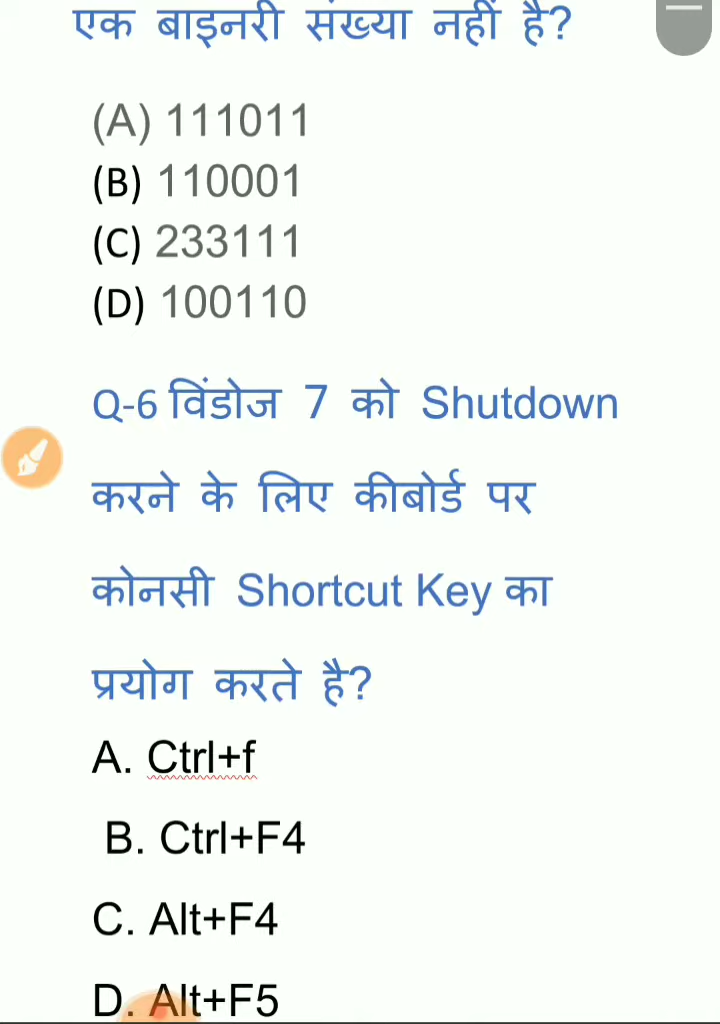 एक बाइनरी संख्या नहीं है?
(A) 111011
(B) 110001
(C) 233111
(D) 100110
Q-6 विंडोज 7 को Shutdown
करने के लिए कीबोर्ड पर
कोनसी Shortcut Key का
प्रयोग करते है?
A. Ctrl+f
B. Ctrl+F4
C. Alt+F4
D. Alt+F5